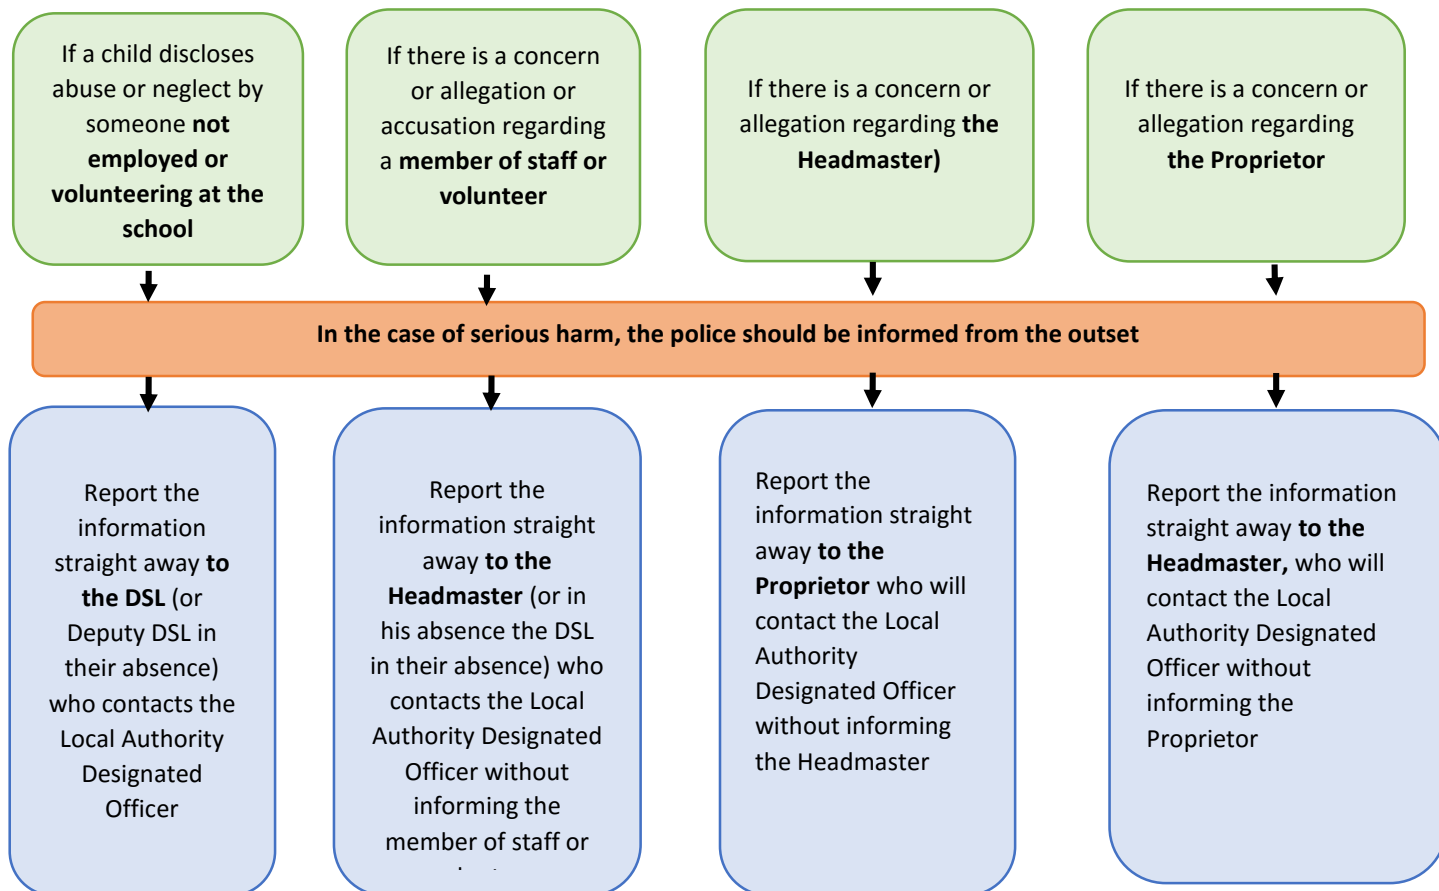 If a child discloses
abuse or neglect by
someone not
employed or
volunteering at the
school
If there is a concern
or allegation or
accusation regarding
a member of staff or
volunteer
If there is a concern or
allegation regarding the
Headmaster)
If there is a concern or
allegation regarding
the Proprietor
In the case of serious harm, the police should be informed from the outset
Report the
information
straight away to
the DSL (or
Deputy DSL in
their absence)
who contacts the
Local Authority
Designated
Officer
Report the
information straight
away to the
Headmaster (or in
his absence the DSL
in their absence) who
contacts the Local
Authority Designated
Officer without
informing the
member of staff or
Report the
information straight
away to the
Proprietor who will
contact the Local
Authority
Designated Officer
without informing
the Headmaster
Report the information
straight away to the
Headmaster, who will
contact the Local
Authority Designated
Officer without
informing the
Proprietor